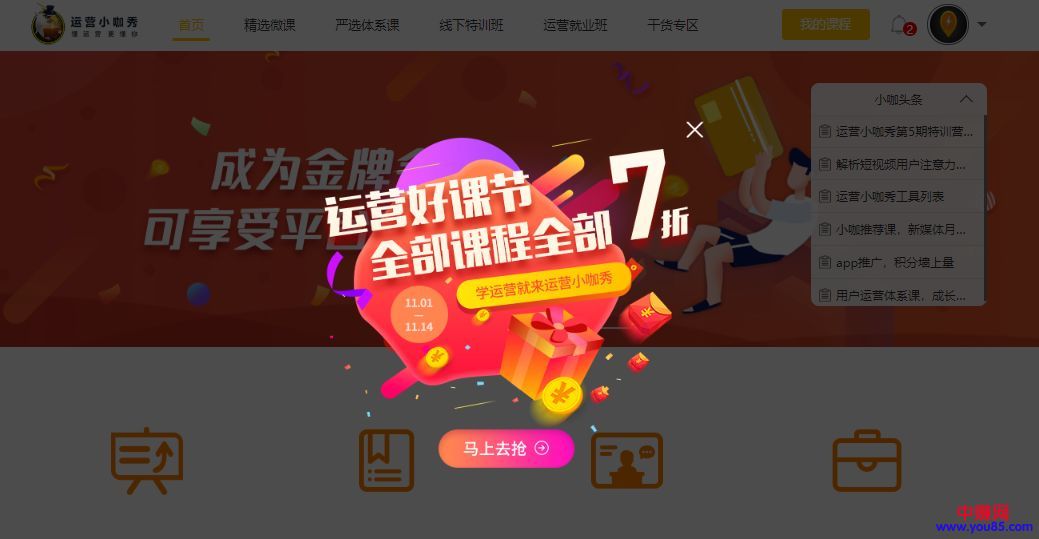 运营小咖秀
懂运营 更懂你
首页
精选微课
严选体系课
线下特训班
运营就业班
干货专区
我的课程
2
小咖头条
运营小咖秀第5期特训营...
解析短视频用户注意力...
运营小咖秀工具列表
小咖推荐课，新媒体月...
app推广，积分墙上量
用户运营体系课，成长...
成为金牌
可享受平
运营好课节
全部课程全部7折
学运营就来运营小咖秀
11.01
—
11.14
马上去抢
www.you85.com